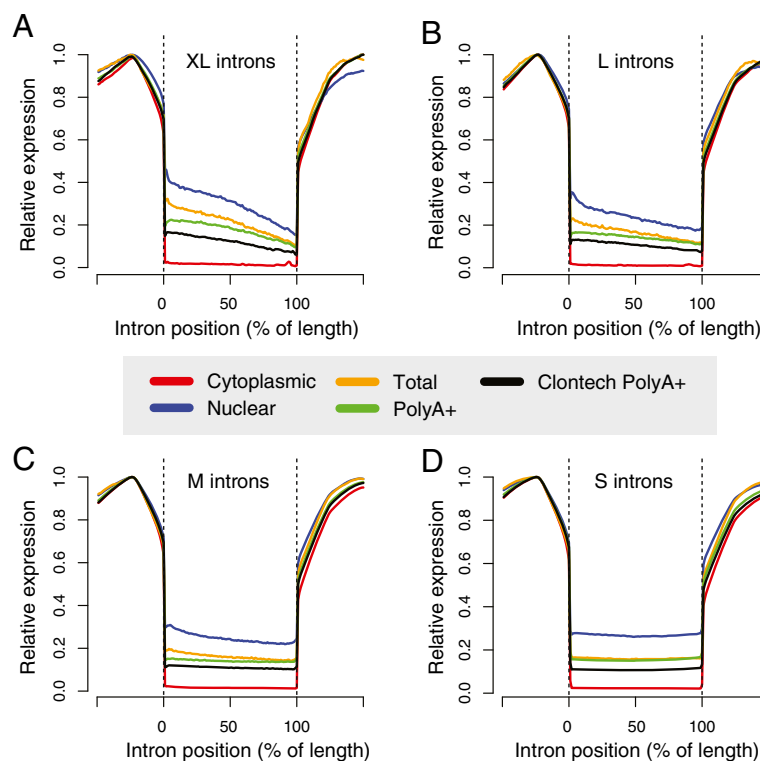 A
XL introns
Relative expression
1.0
0.8
0.6
0.4
0.2
0.0
0
50
100
Intron position (% of length)
B
L introns
Relative expression
1.0
0.8
0.6
0.4
0.2
0.0
0
50
100
Intron position (% of length)
Cytoplasmic
Total
Clontech PolyA+
Nuclear
PolyA+
C
M introns
Relative expression
1.0
0.8
0.6
0.4
0.2
0.0
0
50
100
Intron position (% of length)
D
S introns
Relative expression
1.0
0.8
0.6
0.4
0.2
0.0
0
50
100
Intron position (% of length)